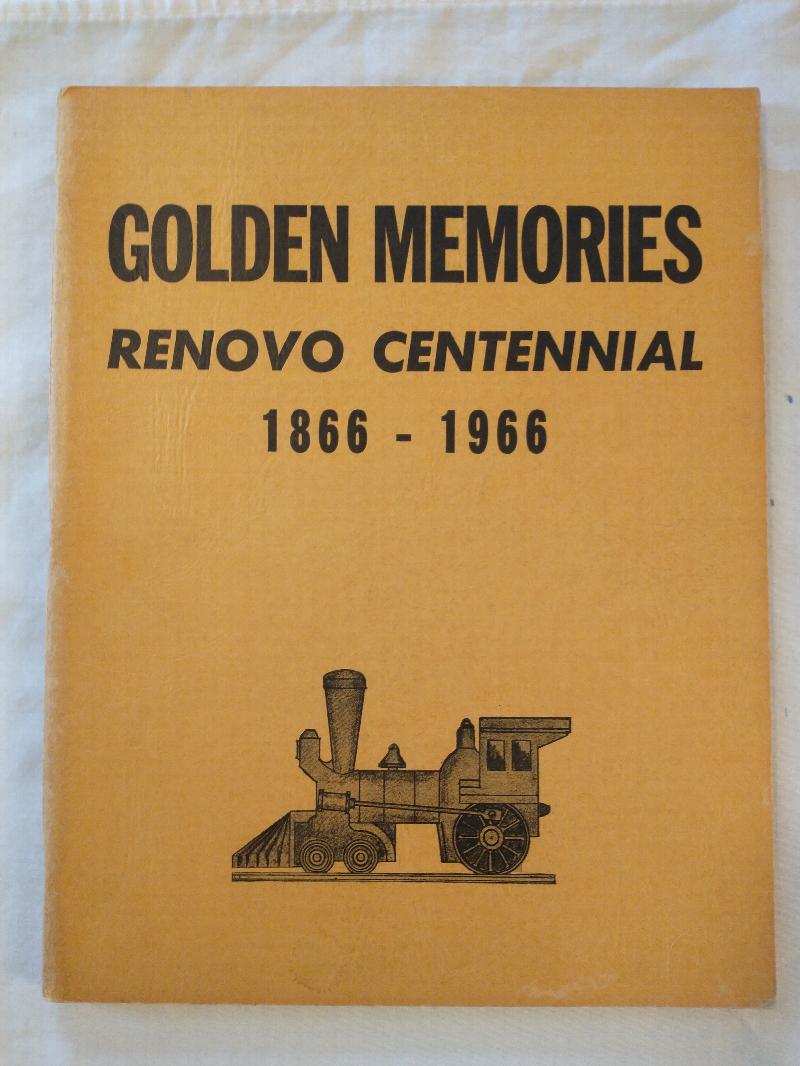 GOLDEN MEMORIES
RENOVO CENTENNIAL
1866 - 1966